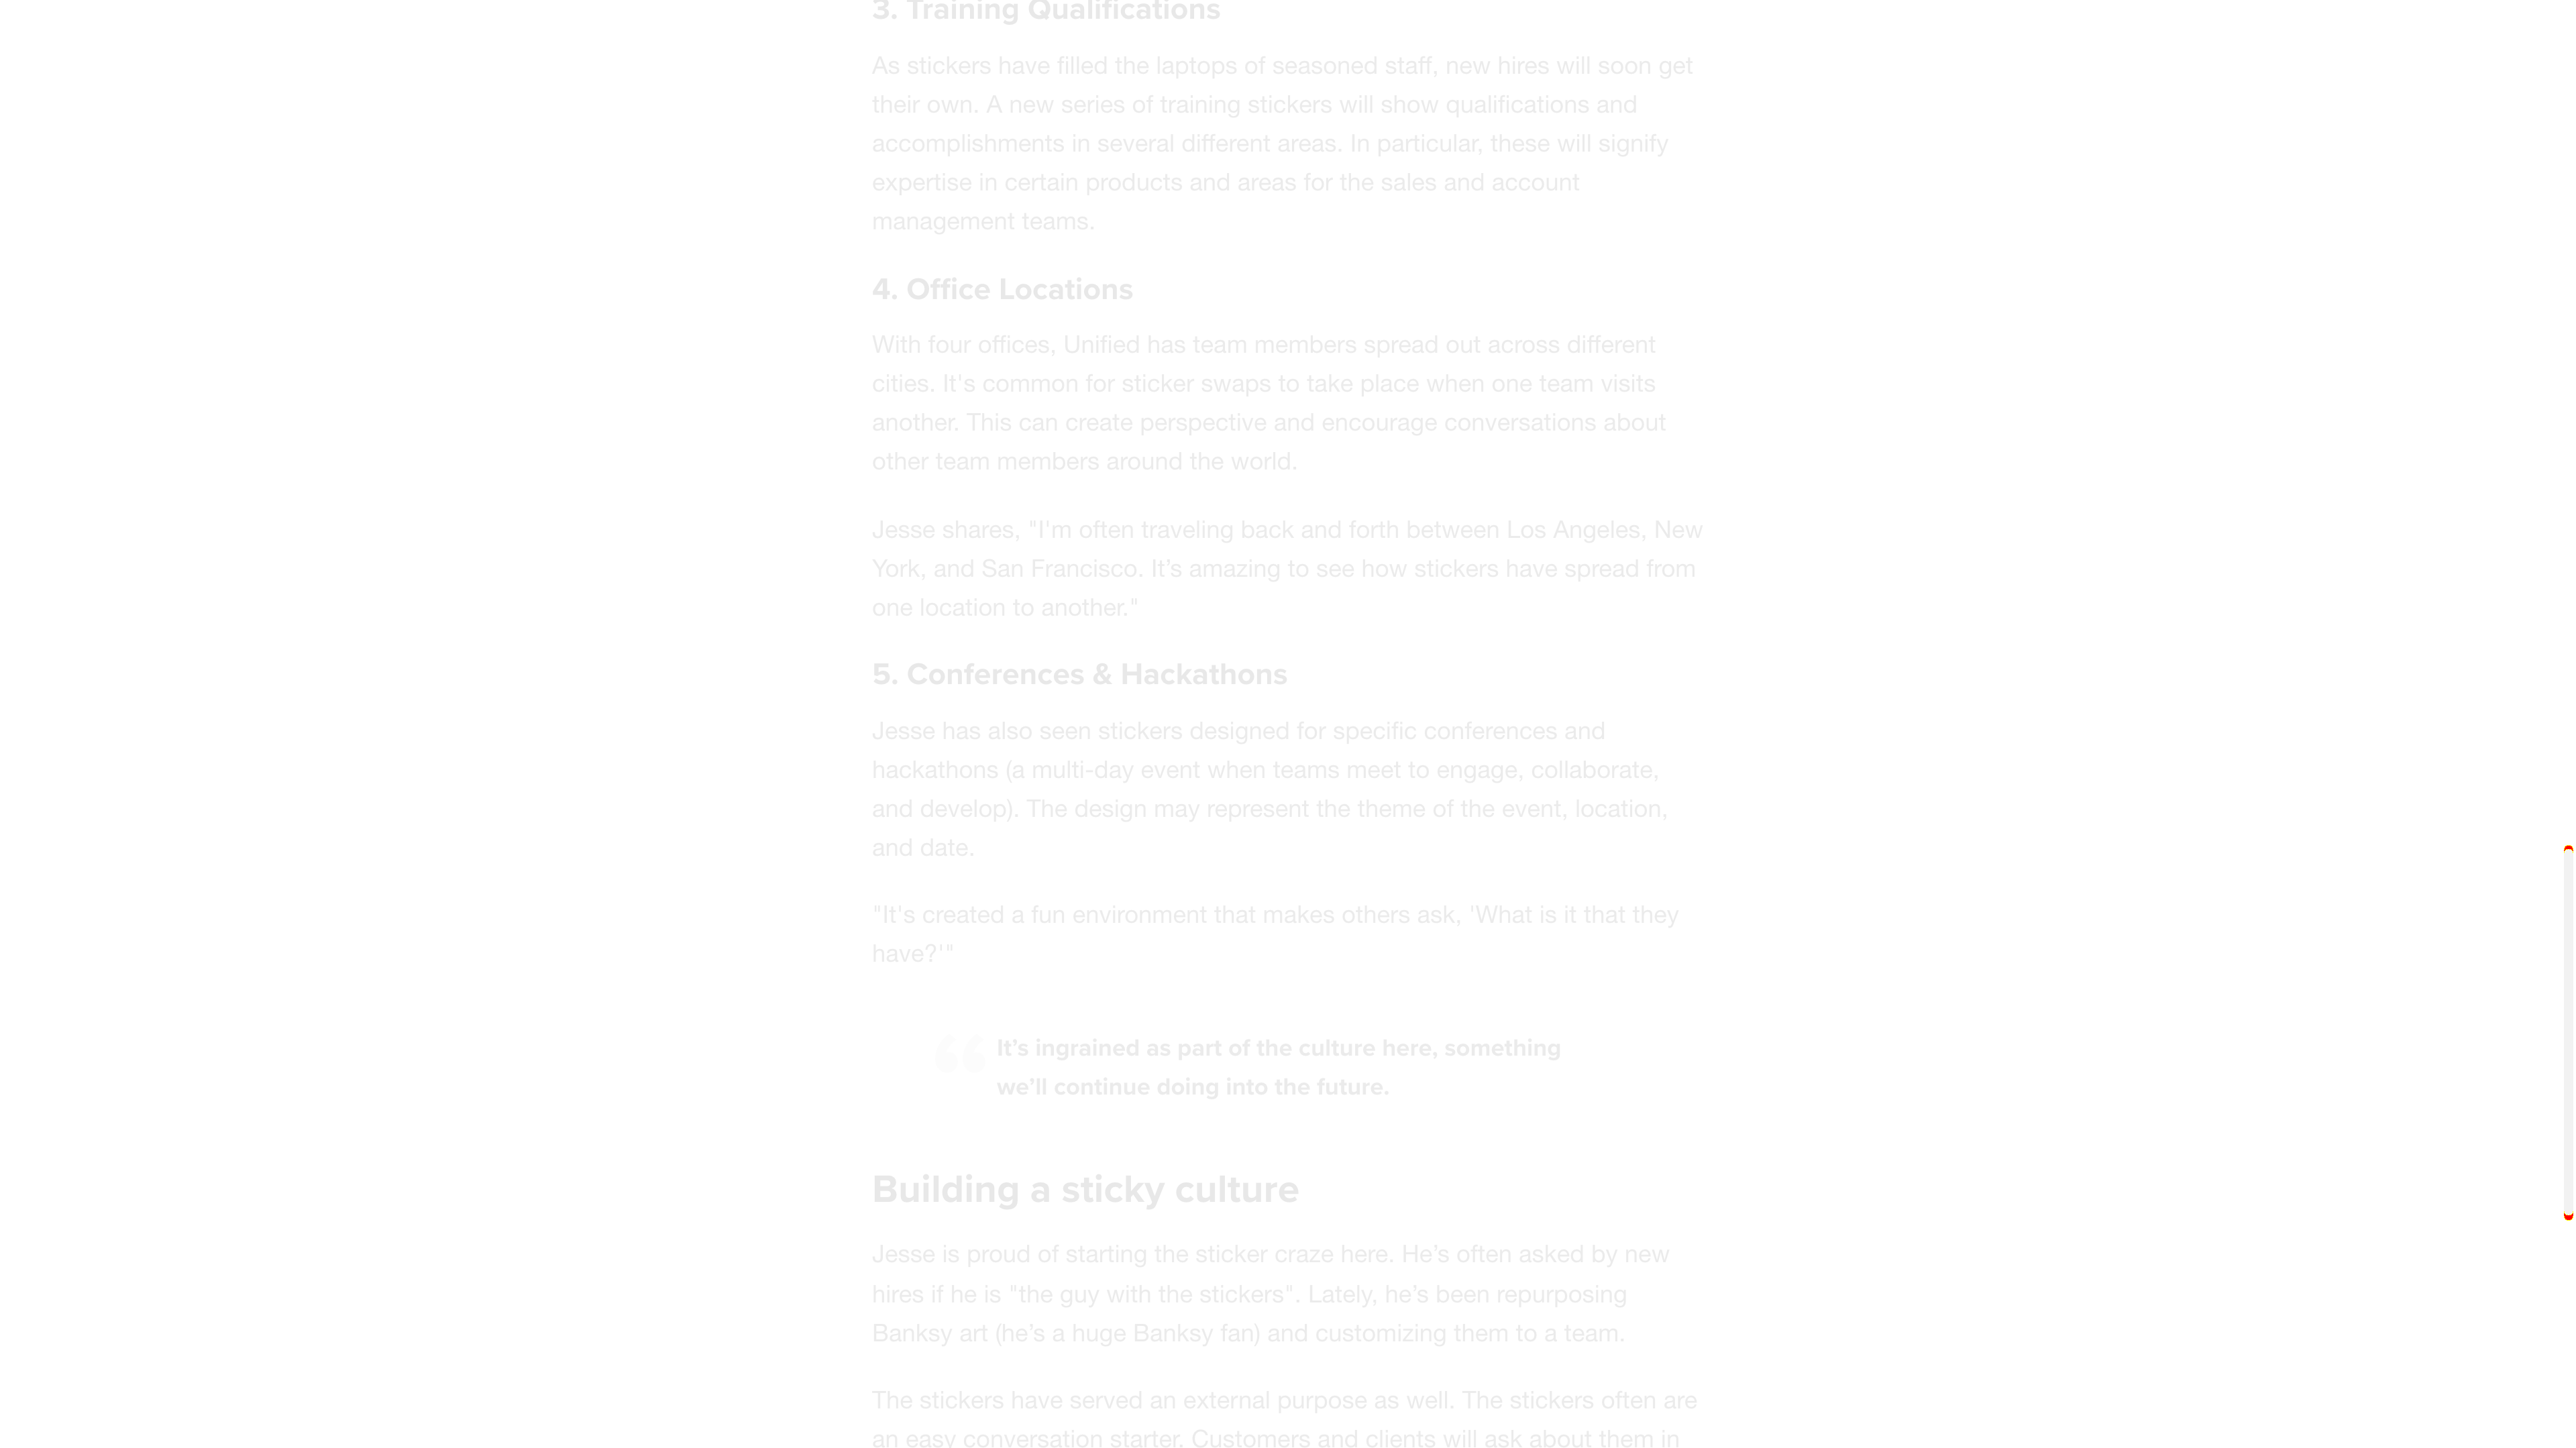 3. Training Qualifications
As stickers have filled the laptops of seasoned staff, new hires will soon get
their own. A new series of training stickers will show qualifications and
accomplishments in several different areas. In particular, these will signify
expertise in certain products and areas for the sales and account
management teams.
4. Office Locations
With four offices, Unified has team members spread out across different
cities. It's common for sticker swaps to take place when one team visits
another. This can create perspective and encourage conversations about
other team members around the world.
Jesse shares, "I'm often traveling back and forth between Los Angeles, New
York, and San Francisco. It’s amazing to see how stickers have spread from
one location to another."
5. Conferences & Hackathons
Jesse has also seen stickers designed for specific conferences and
hackathons (a multi-day event when teams meet to engage, collaborate,
and develop). The design may represent the theme of the event, location,
and date.
"It's created a fun environment that makes others ask, 'What is it that they
have?'"
“ It’s ingrained as part of the culture here, something
we’ll continue doing into the future.
Building a sticky culture
Jesse is proud of starting the sticker craze here. He’s often asked by new
hires if he is "the guy with the stickers". Lately, he’s been repurposing
Banksy art (he’s a huge Banksy fan) and customizing them to a team.
The stickers have served an external purpose as well. The stickers often are
an easy conversation starter. Customers and clients will ask about them in